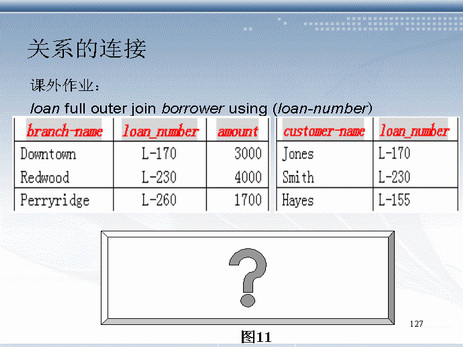 关系的连接
课外作业：
loan full outer join borrower using (loan-number)
branch-name loan_number amount customer-name loan_number
Downtown L-170 3000 Jones L-170
Redwood L-230 4000 Smith L-230
Perryridge L-260 1700 Hayes L-155
?
127
图11